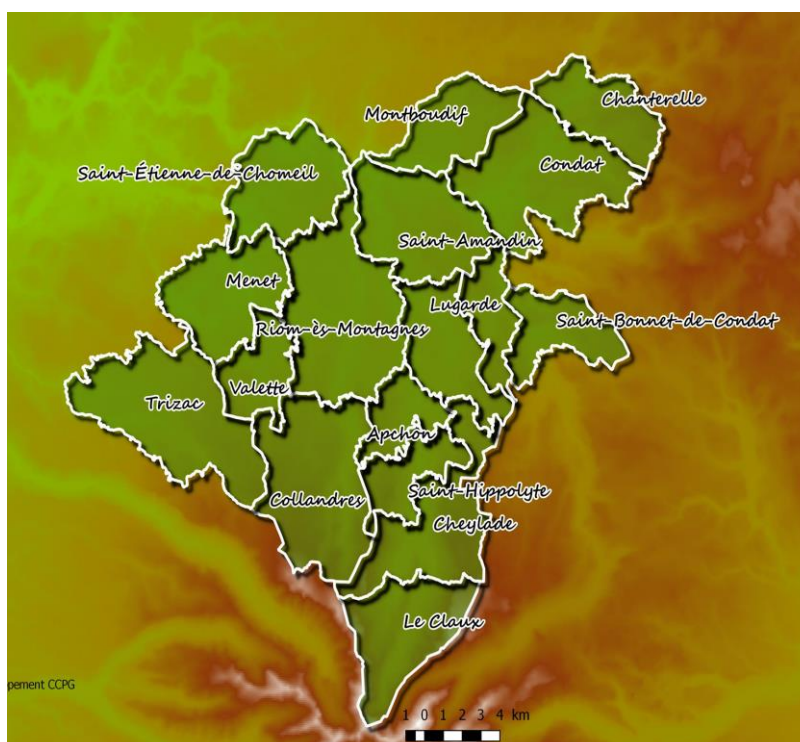 Chanterelle
Montboudif
Condat
Saint-Étienne-de-Chomeil
Saint-Amandin
Menet
Lugarde
Saint-Bonnet-de-Condat
Riom-ès-Montagnes
Valette
Trizac
Apchon
Saint-Hippolyte
Collandres
Cheylade
Le Claux
pement CCPG
1 0 1 2 3 4 km